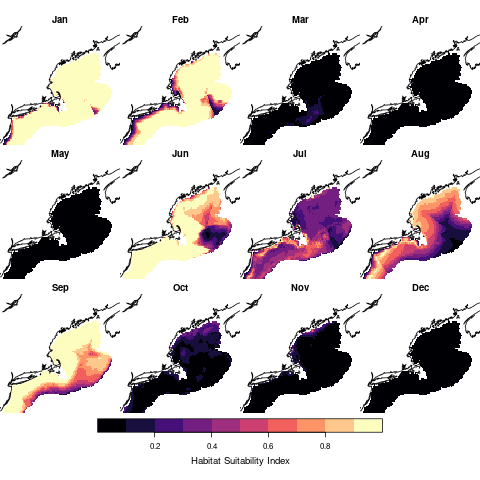 Jan Feb Mar Apr
May Jun Jul Aug
Sep Oct Nov Dec
0.2 0.4 0.6 0.8
Habitat Suitability Index